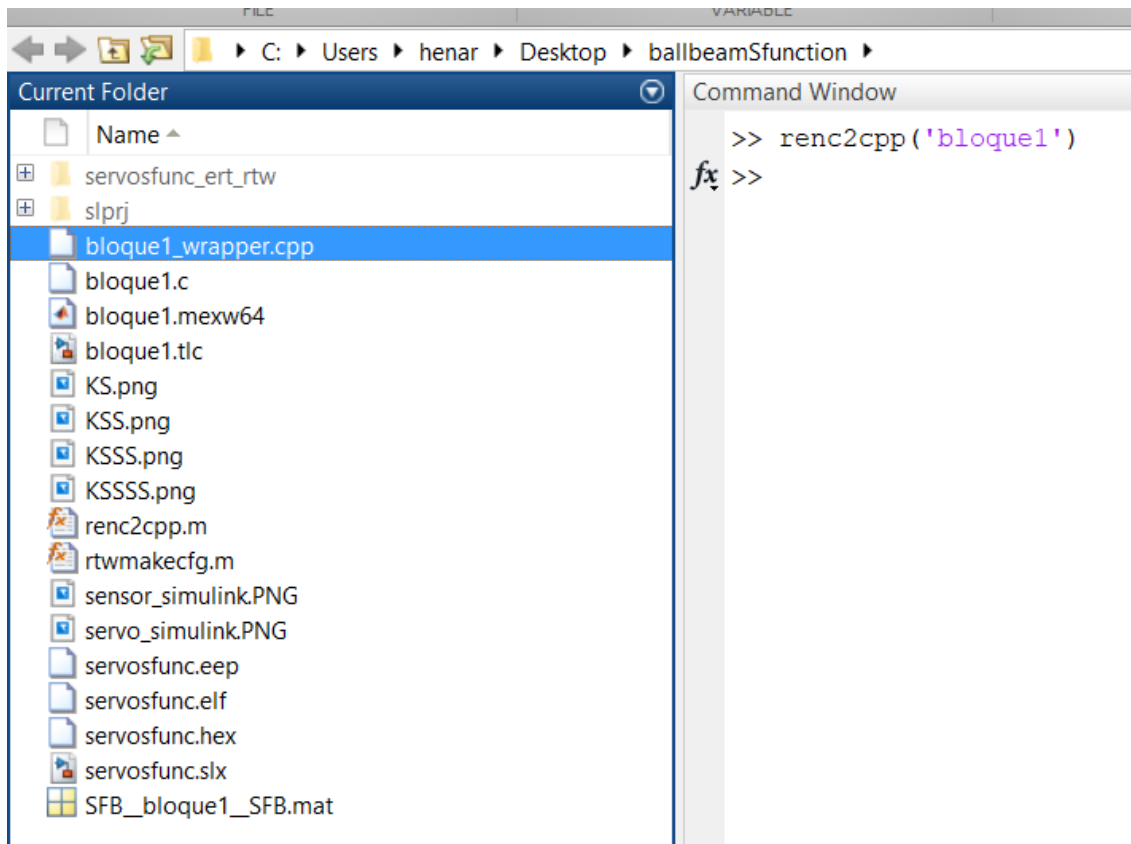 FILE
VARIABLE
C: Users henar Desktop ballbeamSfunction
Current Folder
Name
servosfunc_ert_rtw
slprj
bloque1_wrapper.cpp
bloque1.c
bloque1.mexw64
bloque1.tlc
KS.png
KSS.png
KSSS.png
KSSSS.png
renc2cpp.m
rtwmakecfg.m
sensor_simulink.PNG
servo_simulink.PNG
servosfunc.eep
servosfunc.elf
servosfunc.hex
servosfunc.slx
SFB__bloque1__SFB.mat
Command Window
>> renc2cpp('bloque1')
fx >>